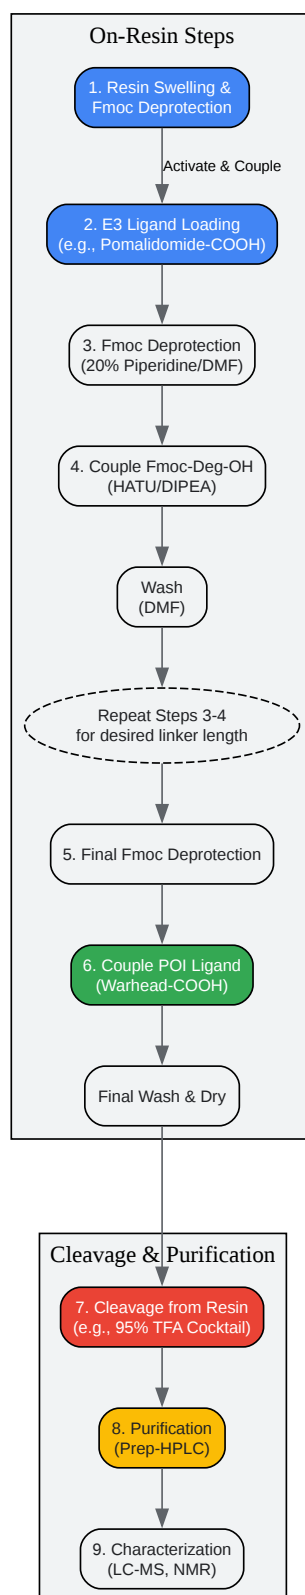 On-Resin Steps
1. Resin Swelling &
Fmoc Deprotection
Activate & Couple
2. E3 Ligand Loading
(e.g., Pomalidomide-COOH)
3. Fmoc Deprotection
(20% Piperidine/DMF)
4. Couple Fmoc-Deg-OH
(HATU/DIPEA)
Wash
(DMF)
Repeat Steps 3-4
for desired linker length
5. Final Fmoc Deprotection
6. Couple POI Ligand
(Warhead-COOH)
Final Wash & Dry
Cleavage & Purification
7. Cleavage from Resin
(e.g., 95% TFA Cocktail)
8. Purification
(Prep-HPLC)
9. Characterization
(LC-MS, NMR)